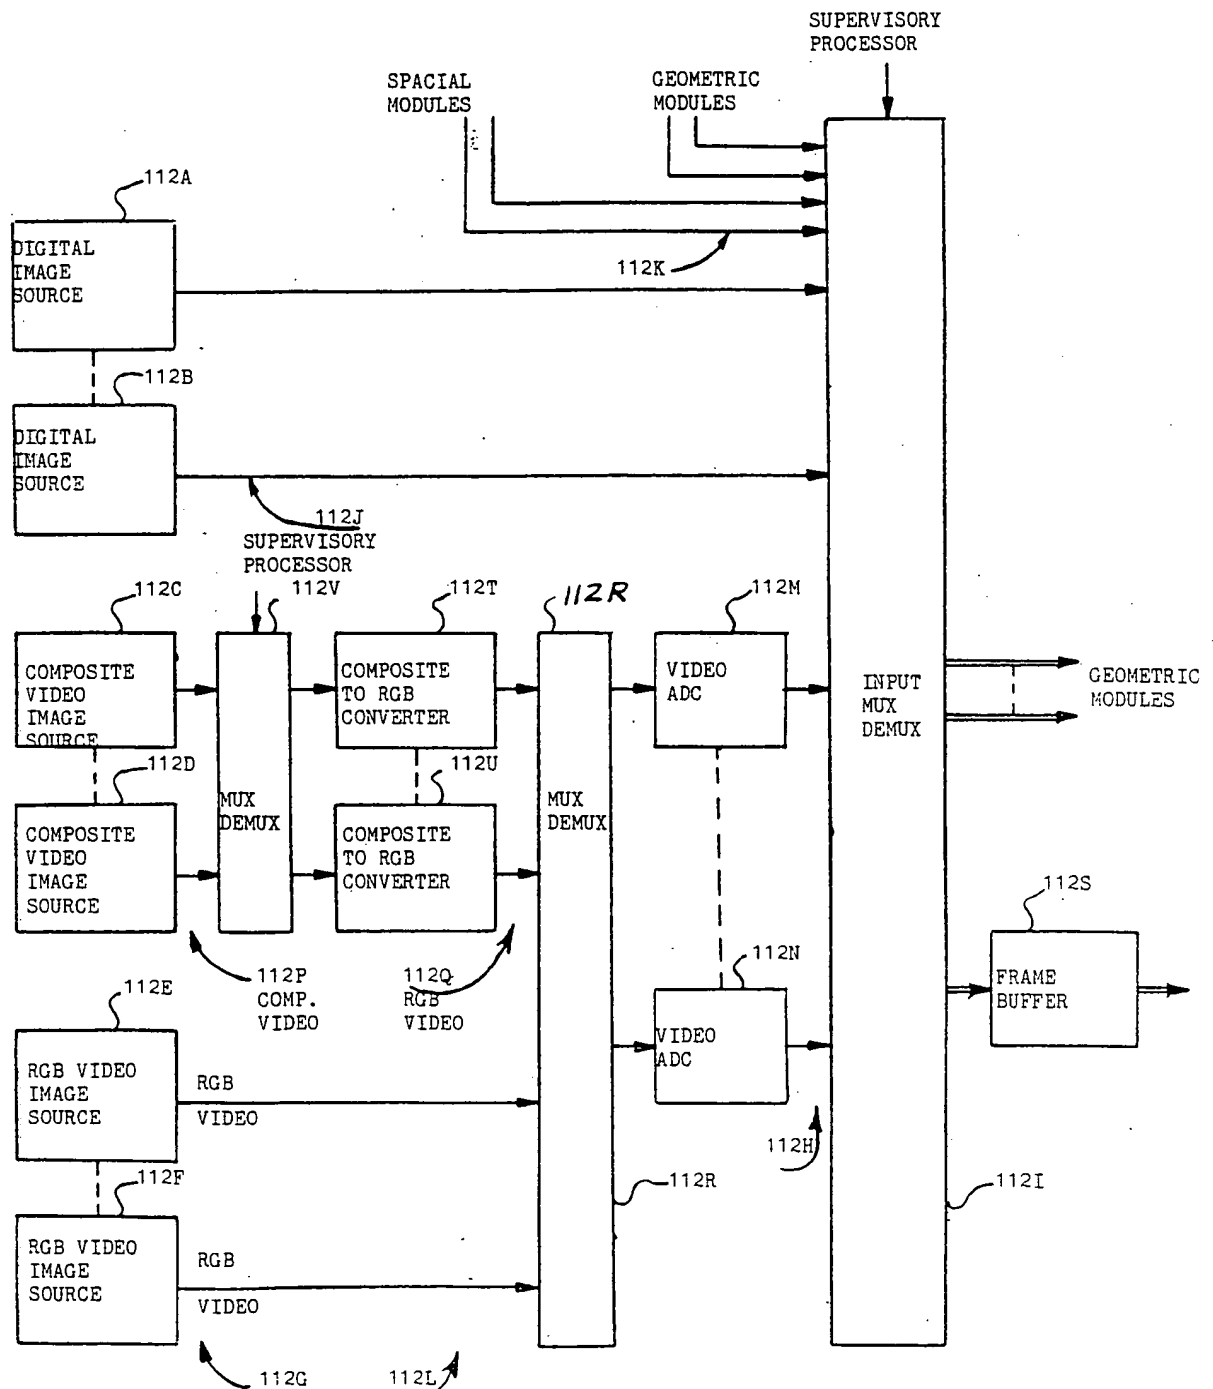 SUPERVISORY
PROCESSOR
SPACIAL
MODULES
GEOMETRIC
MODULES
112A
DIGITAL
IMAGE
SOURCE
112K
112B
DIGITAL
IMAGE
SOURCE
112J
SUPERVISORY
PROCESSOR
112C
112V
112T
112R
112M
COMPOSITE
VIDEO
IMAGE
SOURCE
COMPOSITE
TO RGB
CONVERTER
VIDEO
ADC
INPUT
MUX
DEMUX
GEOMETRIC
MODULES
112D
112U
MUX
DEMUX
MUX
DEMUX
COMPOSITE
VIDEO
IMAGE
SOURCE
COMPOSITE
TO RGB
CONVERTER
112S
FRAME
BUFFER
112P
COMP.
VIDEO
112Q
RGB
VIDEO
112N
VIDEO
ADC
112E
RGB VIDEO
IMAGE
SOURCE
RGB
VIDEO
112H
112F
112R
112I
RGB VIDEO
IMAGE
SOURCE
RGB
VIDEO
112G
112L